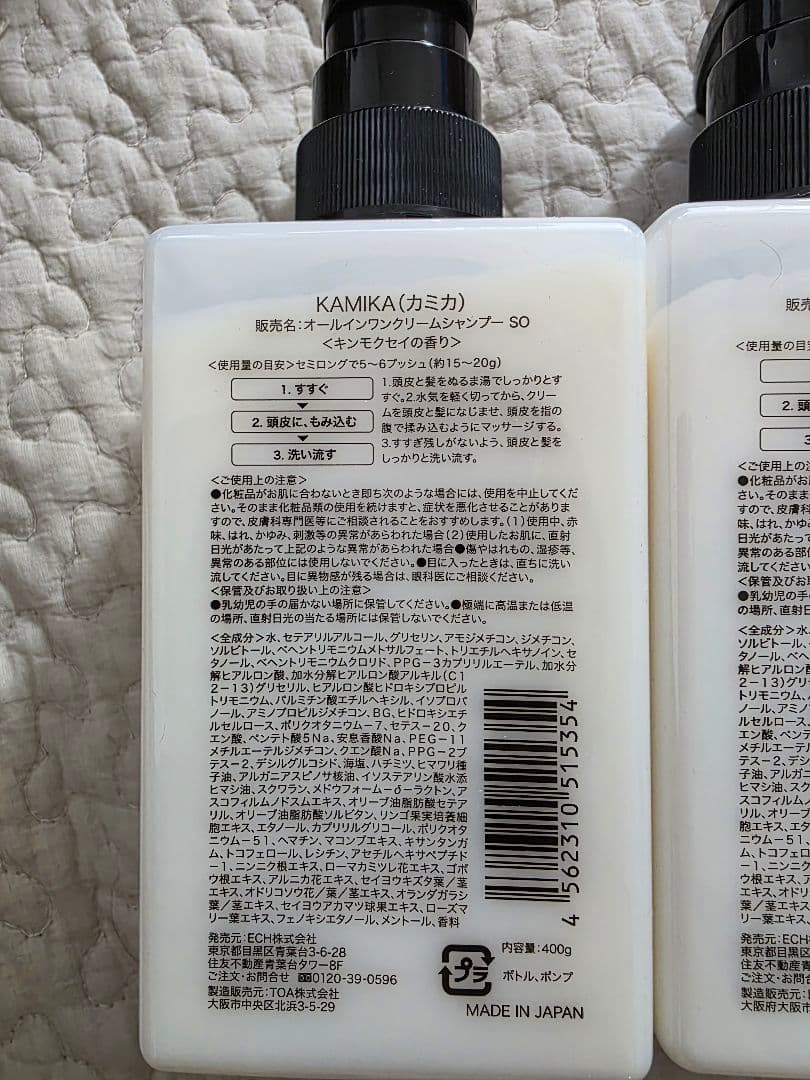 KAMIKA(カミカ)
販売名:オールインワンクリームシャンプー SO
<キンモクセイの香り>
<使用量の目安>セミロングで5~6プッシュ(約15~20g)
1. すすぐ
2. 頭皮に、もみ込む
3. 洗い流す
1.頭皮と髪をぬるま湯でしっかりとす
すぐ。2.水気を軽く切ってから、クリー
ムを頭皮と髪になじませ、頭皮を指の
腹で揉み込むようにマッサージする。
3.すすぎ残しがないよう、頭皮と髪を
しっかりと洗い流す。
<ご使用上の注意>
●化粧品がお肌に合わないとき即ち次のような場合には、使用を中止してくだ
さい。そのまま化粧品類の使用を続けますと、症状を悪化させることがありま
すので、皮膚科専門医等にご相談されることをおすすめします。(1)使用中、赤
味、はれ、かゆみ、刺激等の異常があらわれた場合(2)使用したお肌に、直射
日光があたって上記のような異常があらわれた場合●傷やはれもの、湿疹等、
異常のある部位には使用しないでください。●目に入ったときは、直ちに洗い
流してください。目に異物感が残る場合は、眼科医にご相談ください。
<保管及びお取り扱い上の注意>
●乳幼児の手の届かない場所に保管してください。●極端に高温または低温
の場所、直射日光の当たる場所には保管しないでください。
<全成分>水、セテアリルアルコール、グリセリン、アモジメチコン、ジメチコン、
ソルビトール、ベヘントリモニウムメトサルフェート、トリエチルヘキサノイン、セ
タノール、ベヘントリモニウムクロリド、PPG-3カプリリルエーテル、加水分
解ヒアルロン酸、加水分解ヒアルロン酸アルキル(C1
2-13)グリセリル、ヒアルロン酸ヒドロキシプロピル
トリモニウム、パルミチン酸エチルヘキシル、イソプロパ
ノール、アミノプロピルジメチコン、BG、ヒドロキシエチ
ルセルロース、ポリクオタニウム-7、セテス-20、ク
エン酸、ペンテト酸5Na、安息香酸Na、PEG-11
メチルエーテルジメチコン、クエン酸Na、PPG-2ブ
テス-2、デシルグルコシド、海塩、ハチミツ、ヒマワリ種
子油、アルガニアスピノサ核油、イソステアリン酸水添
ヒマシ油、スクワラン、メドウフォーム-δ-ラクトン、ア
スコフィルムノドスムエキス、オリーブ油脂肪酸セテア
リル、オリーブ油脂肪酸ソルビタン、リンゴ果実培養細
胞エキス、エタノール、カプリリルグリコール、ポリクオタ
ニウム-51、ヘマチン、マコンブエキス、キサンタンガ
ム、トコフェロール、レシチン、アセチルヘキサペプチド
-1、ニンニク根エキス、ローマカミツレ花エキス、ゴボ
ウ根エキス、アルニカ花エキス、セイヨウキズタ葉/茎
エキス、オドリコソウ花/葉/茎エキス、オランダガラシ
葉/茎エキス、セイヨウアカマツ球果エキス、ローズマ
リー葉エキス、フェノキシエタノール、メントール、香料
4 562310 515354
発売元:ECH株式会社
東京都目黒区青葉台3-6-28
住友不動産青葉台タワー8F
ご注文・お問合せ 0120-39-0596
製造販売元:TOA株式会社
大阪市中央区北浜3-5-29
プラ
内容量:400g
ボトル、ポンプ
MADE IN JAPAN